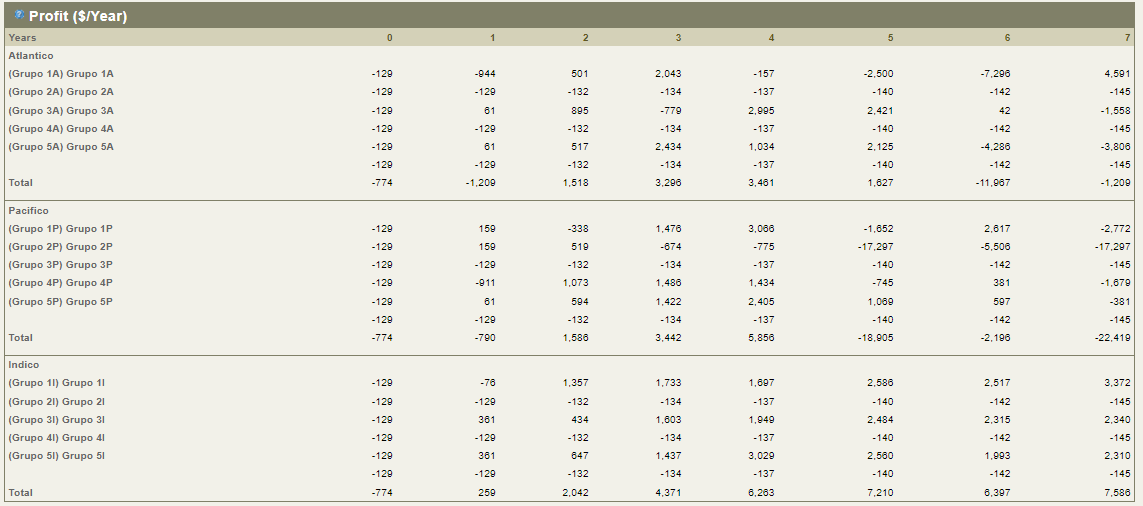 Profit ($/Year)
Years 0 1 2 3 4 5 6 7
Atlantico
(Grupo 1A) Grupo 1A -129 -944 501 2,043 -157 -2,500 -7,296 4,591
(Grupo 2A) Grupo 2A -129 -129 -132 -134 -137 -140 -142 -145
(Grupo 3A) Grupo 3A -129 61 895 -779 2,995 2,421 42 -1,558
(Grupo 4A) Grupo 4A -129 -129 -132 -134 -137 -140 -142 -145
(Grupo 5A) Grupo 5A -129 61 517 2,434 1,034 2,125 -4,286 -3,806
-129 -129 -132 -134 -137 -140 -142 -145
Total -774 -1,209 1,518 3,296 3,461 1,627 -11,967 -1,209
Pacifico
(Grupo 1P) Grupo 1P -129 159 -338 1,476 3,066 -1,652 2,617 -2,772
(Grupo 2P) Grupo 2P -129 159 519 -674 -775 -17,297 -5,506 -17,297
(Grupo 3P) Grupo 3P -129 -129 -132 -134 -137 -140 -142 -145
(Grupo 4P) Grupo 4P -129 -911 1,073 1,486 1,434 -745 381 -1,679
(Grupo 5P) Grupo 5P -129 61 594 1,422 2,405 1,069 597 -381
-129 -129 -132 -134 -137 -140 -142 -145
Total -774 -790 1,586 3,442 5,856 -18,905 -2,196 -22,419
Indico
(Grupo 1I) Grupo 1I -129 -76 1,357 1,733 1,697 2,586 2,517 3,372
(Grupo 2I) Grupo 2I -129 -129 -132 -134 -137 -140 -142 -145
(Grupo 3I) Grupo 3I -129 361 434 1,603 1,949 2,484 2,315 2,340
(Grupo 4I) Grupo 4I -129 -129 -132 -134 -137 -140 -142 -145
(Grupo 5I) Grupo 5I -129 361 647 1,437 3,029 2,560 1,993 2,310
-129 -129 -132 -134 -137 -140 -142 -145
Total -774 259 2,042 4,371 6,263 7,210 6,397 7,586